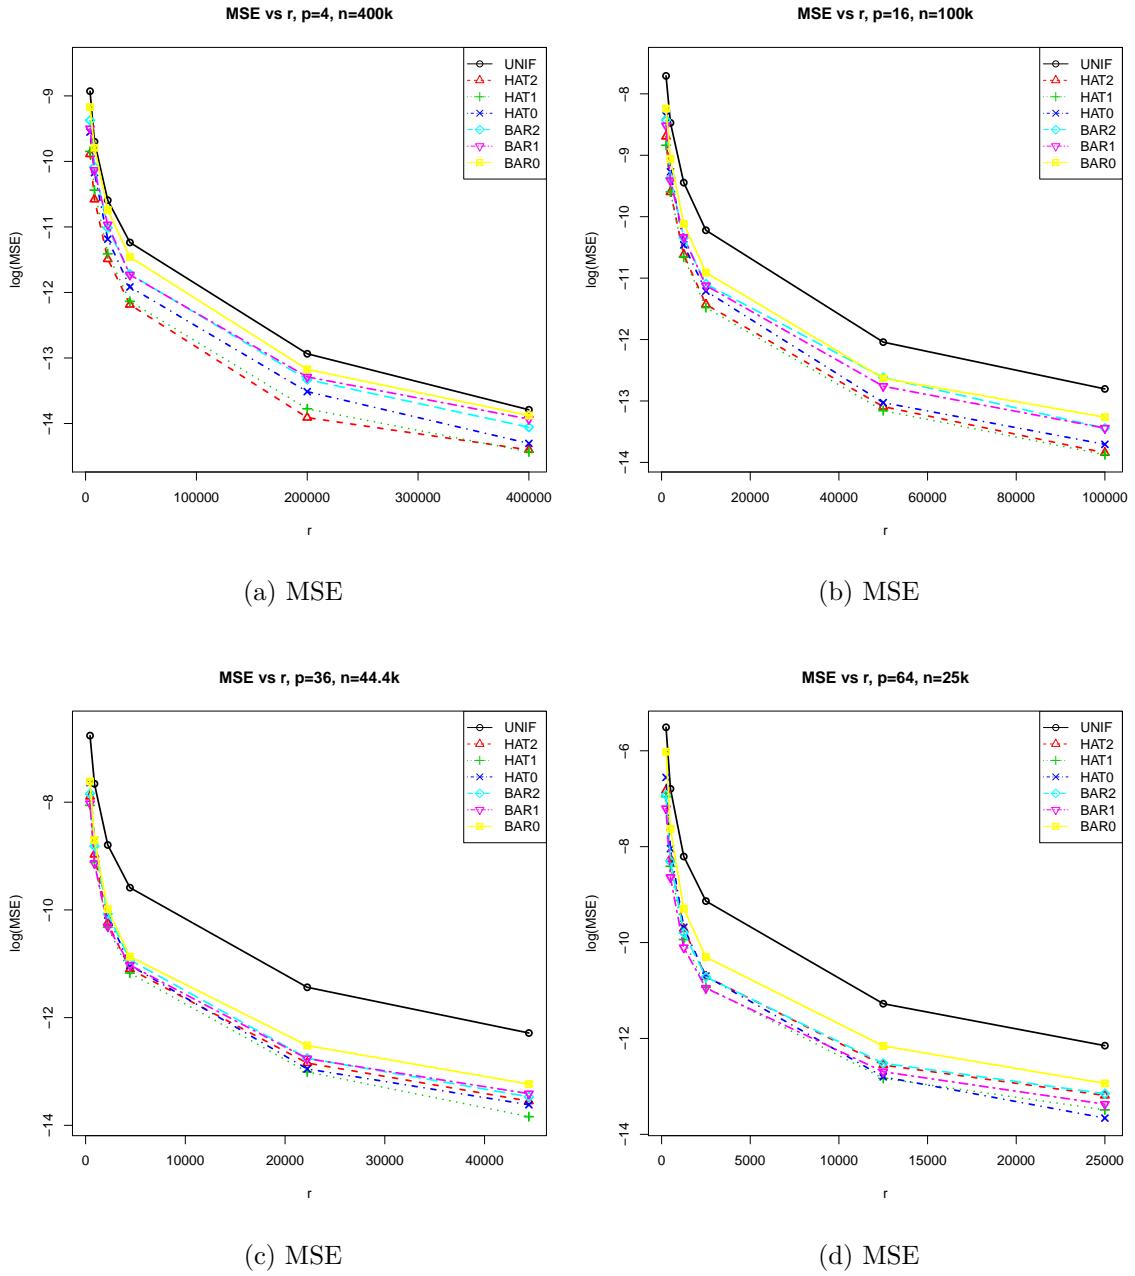 MSE vs r, p=4, n=400k
log(MSE)
-9
-10
-11
-12
-13
-14
0 100000 200000 300000 400000
r
UNIF
HAT2
HAT1
HAT0
BAR2
BAR1
BAR0
(a) MSE
MSE vs r, p=16, n=100k
log(MSE)
-8
-9
-10
-11
-12
-13
-14
0 20000 40000 60000 80000 100000
r
UNIF
HAT2
HAT1
HAT0
BAR2
BAR1
BAR0
(b) MSE
MSE vs r, p=36, n=44.4k
log(MSE)
-8
-10
-12
-14
0 10000 20000 30000 40000
r
UNIF
HAT2
HAT1
HAT0
BAR2
BAR1
BAR0
(c) MSE
MSE vs r, p=64, n=25k
log(MSE)
-6
-8
-10
-12
-14
0 5000 10000 15000 20000 25000
r
UNIF
HAT2
HAT1
HAT0
BAR2
BAR1
BAR0
(d) MSE